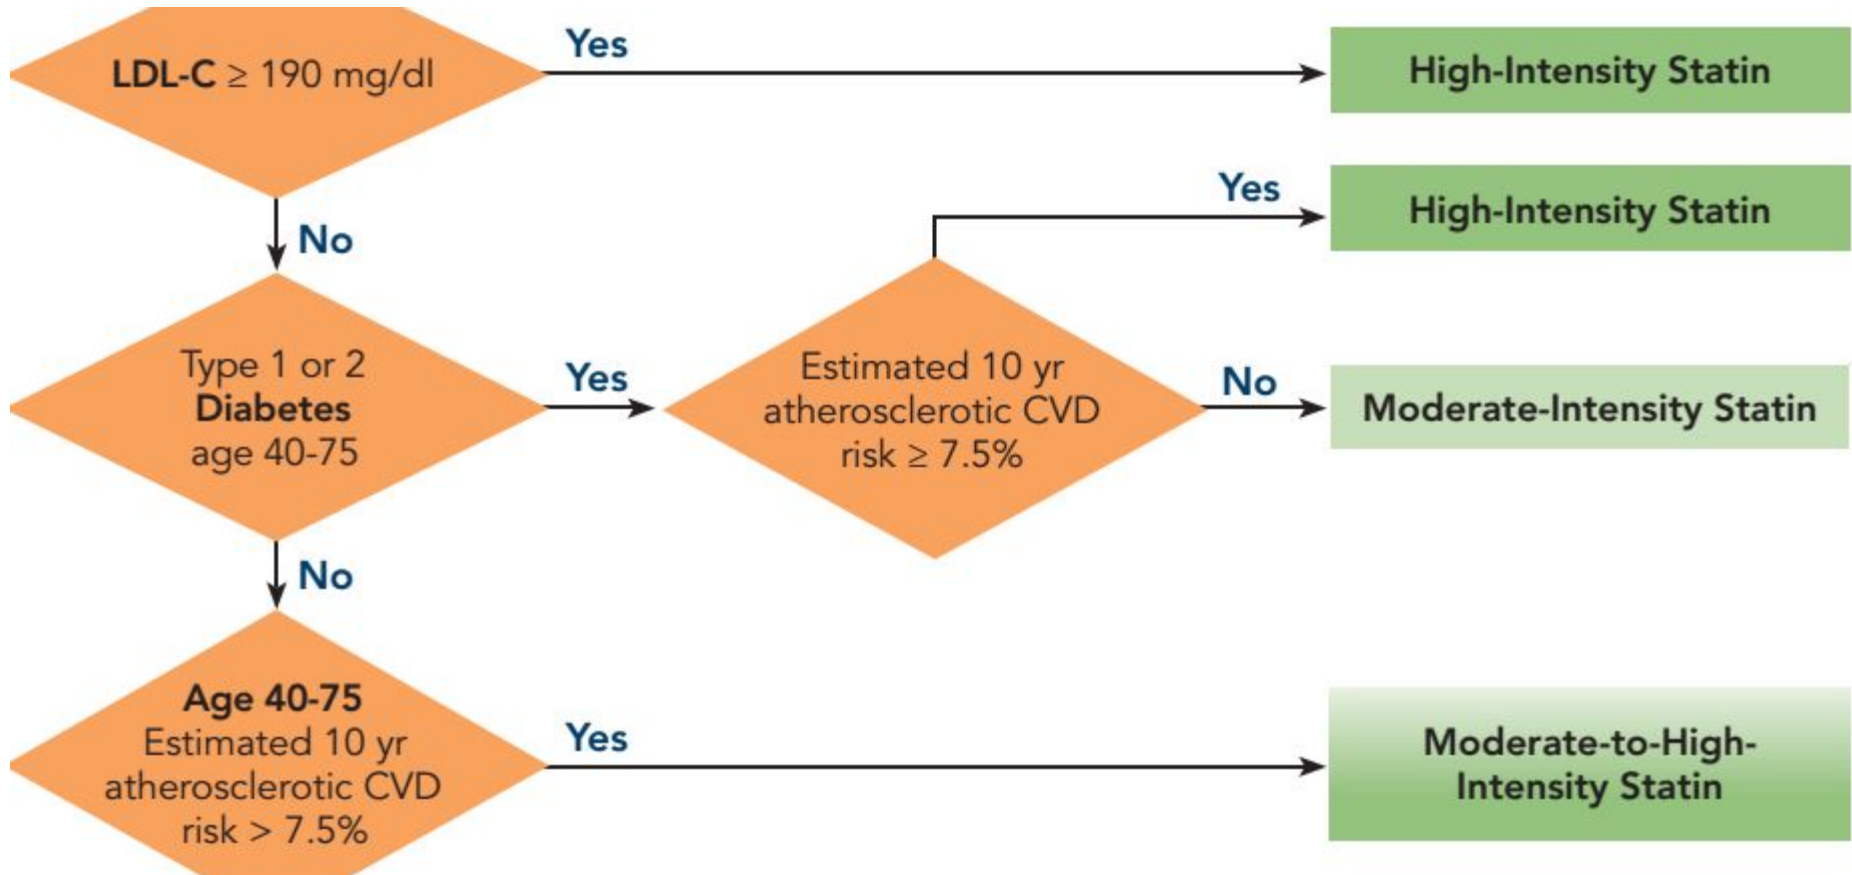 LDL-C ≥ 190 mg/dl
Yes
High-Intensity Statin
No
Yes
High-Intensity Statin
Type 1 or 2
Diabetes
age 40-75
Yes
Estimated 10 yr
atherosclerotic CVD
risk ≥ 7.5%
No
Moderate-Intensity Statin
No
Age 40-75
Estimated 10 yr
atherosclerotic CVD
risk > 7.5%
Yes
Moderate-to-High-
Intensity Statin